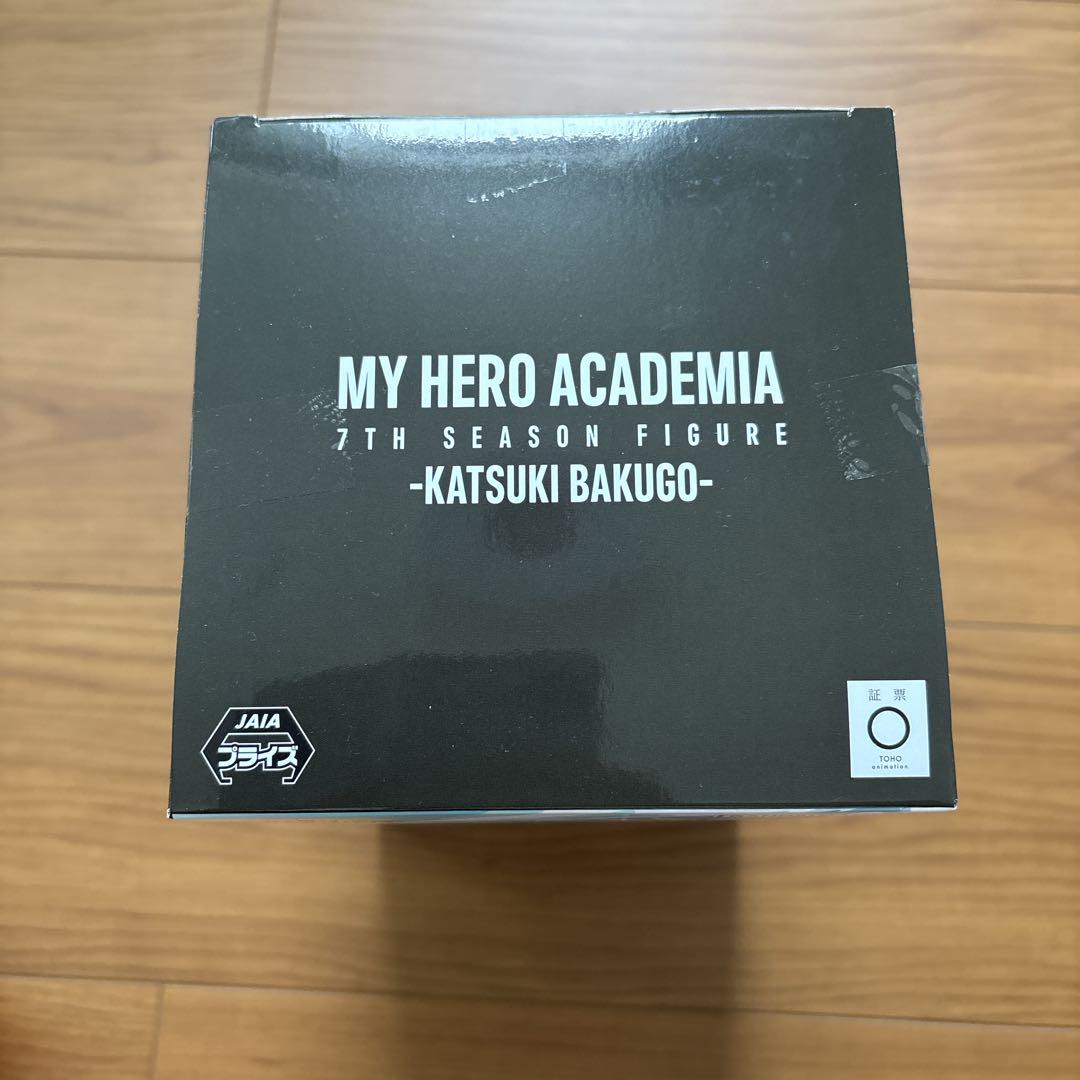 MY HERO ACADEMIA
7TH SEASON FIGURE
-KATSUKI BAKUGO-
JAIA
プライズ
証票
TOHO
animation